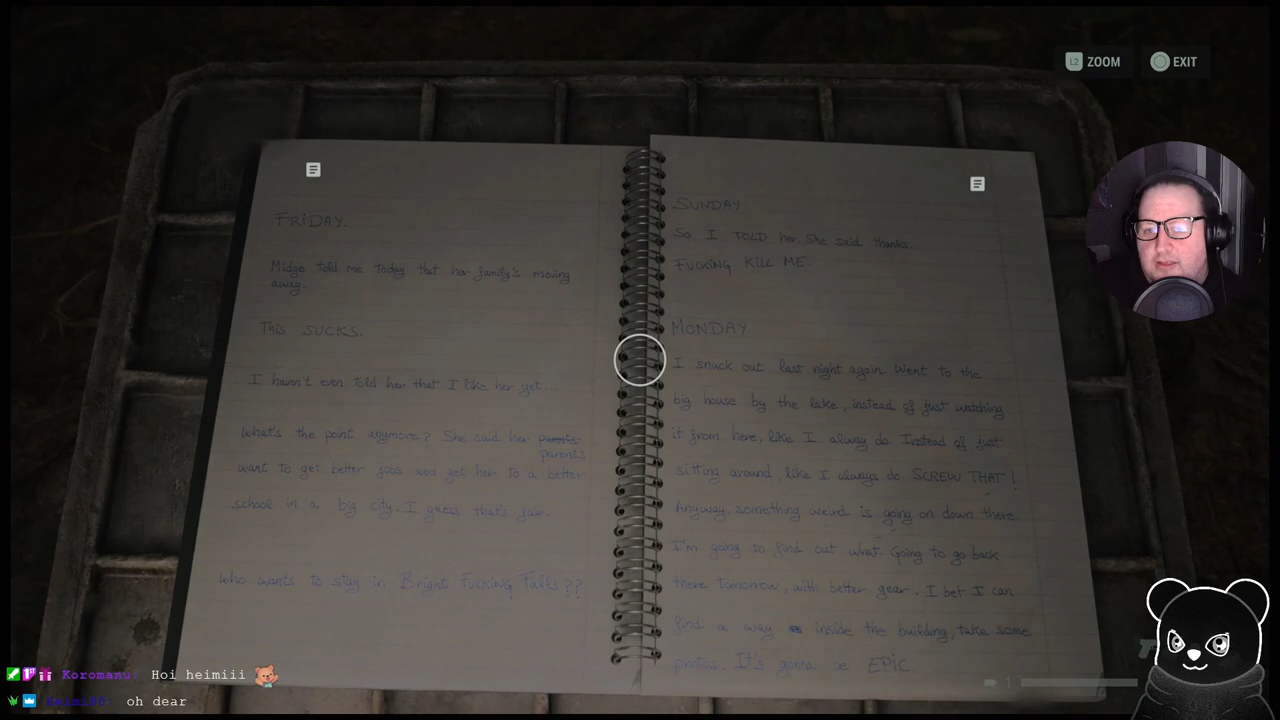 ZOOM
EXIT
FRIDAY.
Midge told me Today that her family's moving
away.
This SUCKS.
I haven't even told her that I like her yet...
what's the point anymore? She said her parents
parents
want to get better jobs and get her to a better
school in a big city. I guess that's fair.
who wants to stay in Bright FUCKING Falls??
SUNDAY
So I TOLD her. She said thanks.
FUCKING KILL ME.
MONDAY
I snuck out last night again. Went to the
big house by the lake, instead of just watching
it from here, like I alway do. Instead of just
sitting around, like I always do. SCREW THAT!
Anyway, something weird is going on down there.
I'm going to find out what. Going to go back
there tomorrow, with better gear. I bet I can
find a way inside the building, take some
photos. It's gonna be EPIC.
Koromanu: Hoi heimiii
oh dear
1